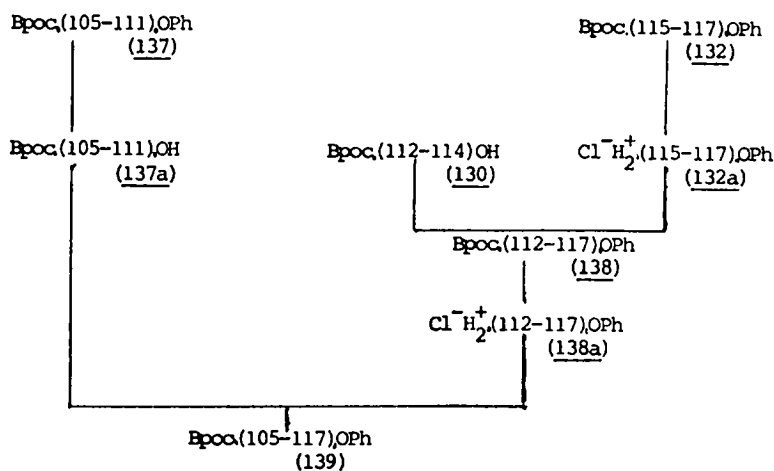 Bpoc.(105-111).OPh
(137)
Bpoc.(115-117).OPh
(132)
Bpoc.(105-111).OH
(137a)
Bpoc.(112-114)OH
(130)
Cl⁻H₂⁺.(115-117).OPh
(132a)
Bpoc.(112-117).OPh
(138)
Cl⁻H₂⁺.(112-117).OPh
(138a)
Bpoc.(105-117).OPh
(139)